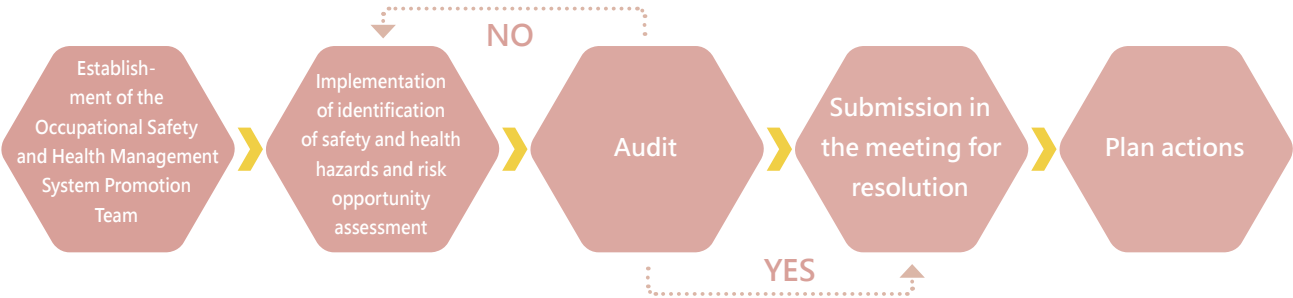 NO
Establish-
ment of the
Occupational Safety
and Health Management
System Promotion
Team
Implementation
of identification
of safety and health
hazards and risk
opportunity
assessment
Audit
Submission in
the meeting for
resolution
Plan actions
YES